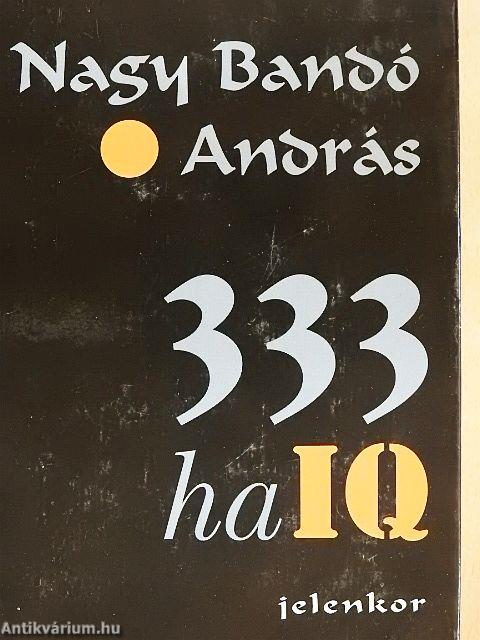 Nagy Bandó
András
333
haIQ
jelenkor
Antikvárium.hu